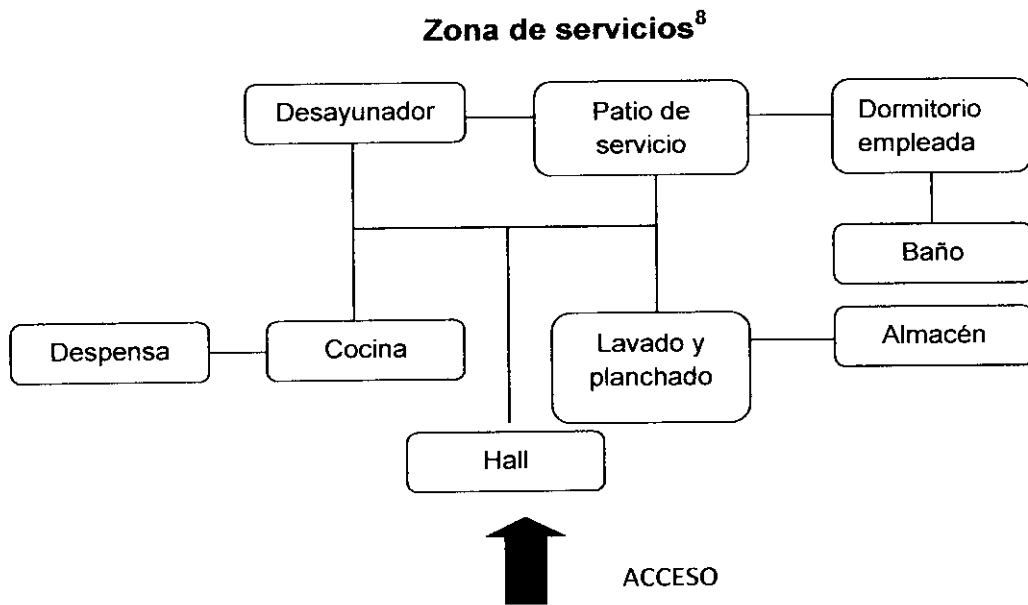 Zona de servicios⁸
Desayunador
Patio de
servicio
Dormitorio
empleada
Baño
Despensa
Cocina
Lavado y
planchado
Almacén
Hall
ACCESO